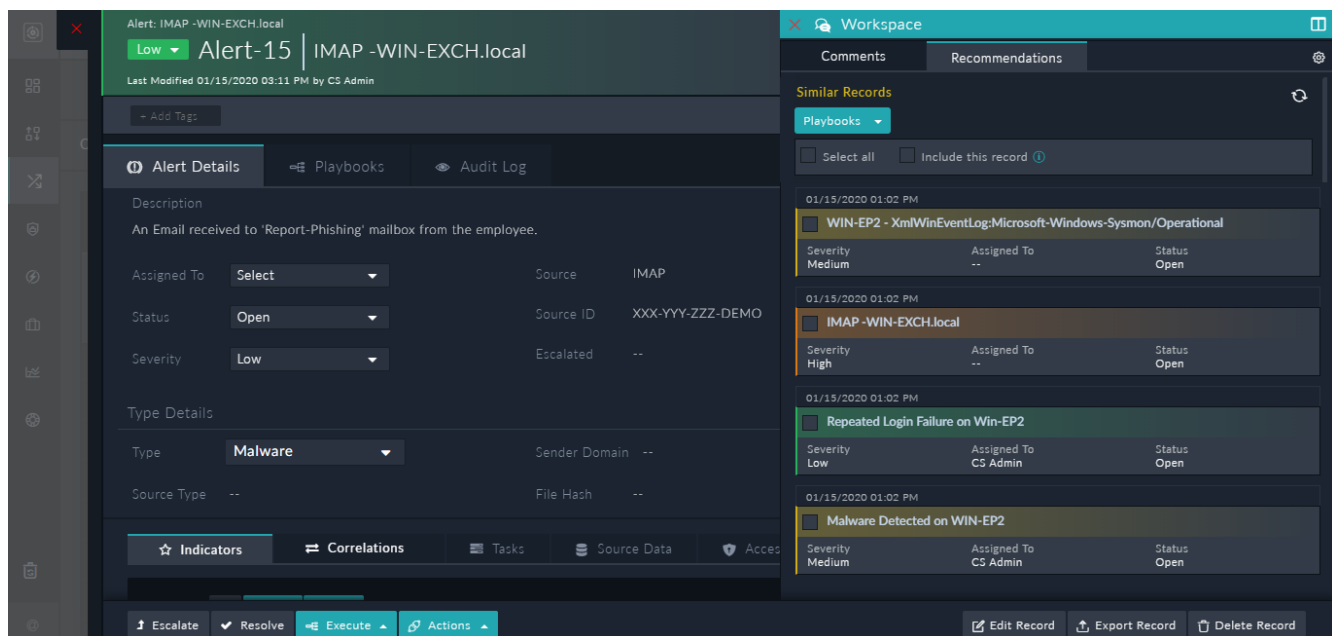 Alert: IMAP -WIN-EXCH.local
Low Alert-15 IMAP -WIN-EXCH.local
Last Modified 01/15/2020 03:11 PM by CS Admin
+ Add Tags
Alert Details Playbooks Audit Log
Description
An Email received to 'Report-Phishing' mailbox from the employee.
Assigned To Select Source IMAP
Status Open Source ID XXX-YYY-ZZZ-DEMO
Severity Low Escalated --
Type Details
Type Malware Sender Domain --
Source Type -- File Hash --
Indicators Correlations Tasks Source Data Acces
Escalate Resolve Execute Actions
Workspace
Comments Recommendations
Similar Records
Playbooks
Select all Include this record
01/15/2020 01:02 PM
WIN-EP2 - XmlWinEventLog:Microsoft-Windows-Sysmon/Operational
Severity Assigned To Status
Medium -- Open
01/15/2020 01:02 PM
IMAP -WIN-EXCH.local
Severity Assigned To Status
High -- Open
01/15/2020 01:02 PM
Repeated Login Failure on Win-EP2
Severity Assigned To Status
Low CS Admin Open
01/15/2020 01:02 PM
Malware Detected on WIN-EP2
Severity Assigned To Status
Medium CS Admin Open
Edit Record Export Record Delete Record